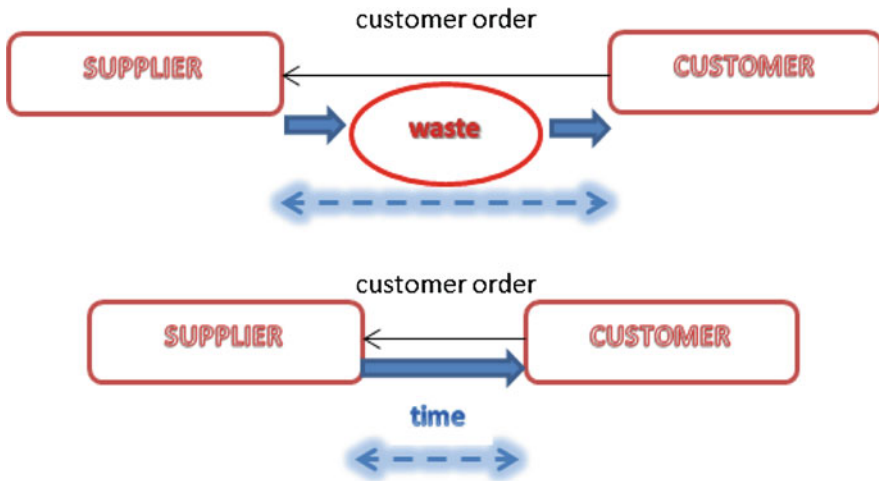 customer order
SUPPLIER
CUSTOMER
waste
customer order
SUPPLIER
CUSTOMER
time